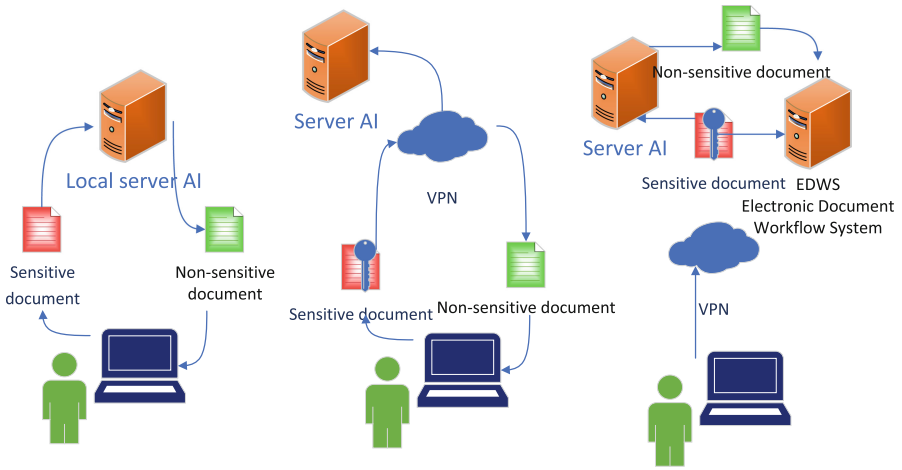 Local server AI
Sensitive
document
Non-sensitive
document
Server AI
VPN
Sensitive document
Non-sensitive document
Non-sensitive document
Server AI
Sensitive document
EDWS
Electronic Document
Workflow System
VPN